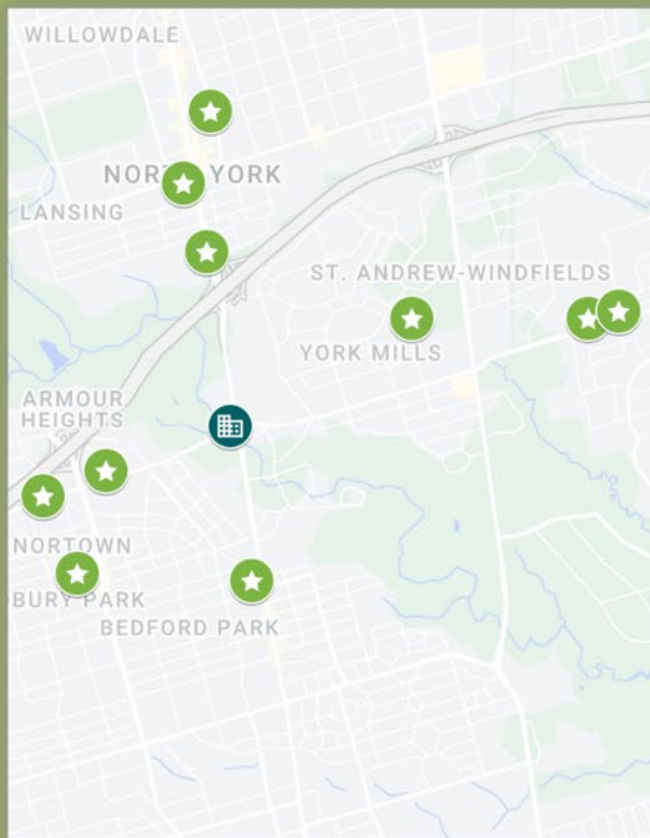 WILLOWDALE
NOR YORK
LANSING
ST. ANDREW-WINDFIELDS
YORK MILLS
ARMOUR
HEIGHTS
NORTOWN
BURY PARK
BEDFORD PARK